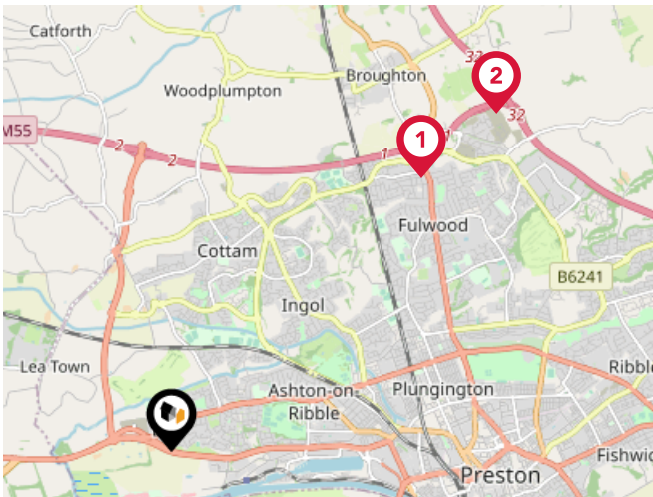 Catforth
Broughton
32
2
Woodplumpton
32
M55
2
2
1
1
1
Fulwood
Cottam
B6241
Ingol
Lea Town
Ashton-on-
Ribble
Plungington
Ribbl
Fishwic
Preston